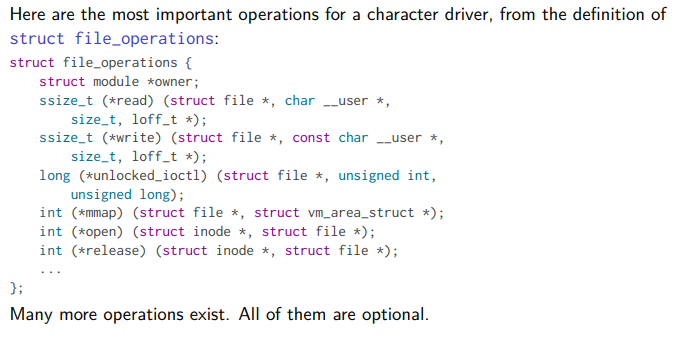 Here are the most important operations for a character driver, from the definition of
struct file_operations:
struct file_operations {
    struct module *owner;
    ssize_t (*read) (struct file *, char __user *,
        size_t, loff_t *);
    ssize_t (*write) (struct file *, const char __user *,
        size_t, loff_t *);
    long (*unlocked_ioctl) (struct file *, unsigned int,
        unsigned long);
    int (*mmap) (struct file *, struct vm_area_struct *);
    int (*open) (struct inode *, struct file *);
    int (*release) (struct inode *, struct file *);
    ...
};
Many more operations exist. All of them are optional.